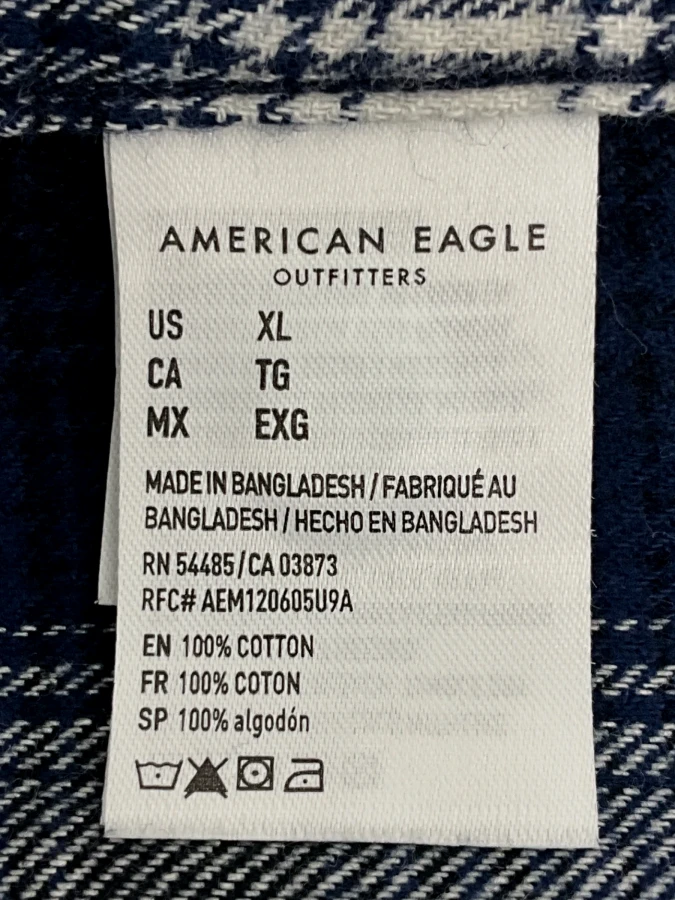 AMERICAN EAGLE
OUTFITTERS
US XL
CA TG
MX EXG
MADE IN BANGLADESH / FABRIQUÉ AU
BANGLADESH / HECHO EN BANGLADESH
RN 54485 / CA 03873
RFC# AEM120605U9A
EN 100% COTTON
FR 100% COTON
SP 100% algodón